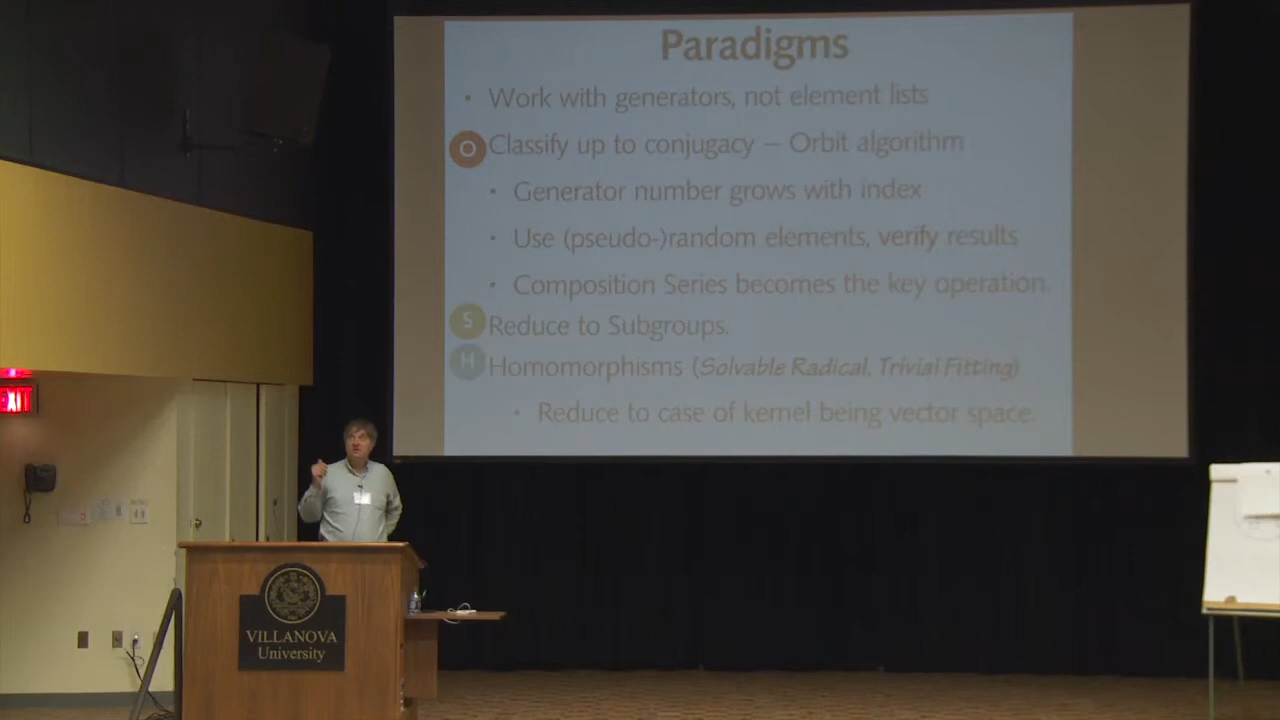 Paradigms
• Work with generators, not element lists
O Classify up to conjugacy – Orbit algorithm
• Generator number grows with index
• Use (pseudo-)random elements, verify results
• Composition Series becomes the key operation.
S Reduce to Subgroups.
H Homomorphisms (Solvable Radical, Trivial Fitting)
• Reduce to case of kernel being vector space.
VILLANOVA
University